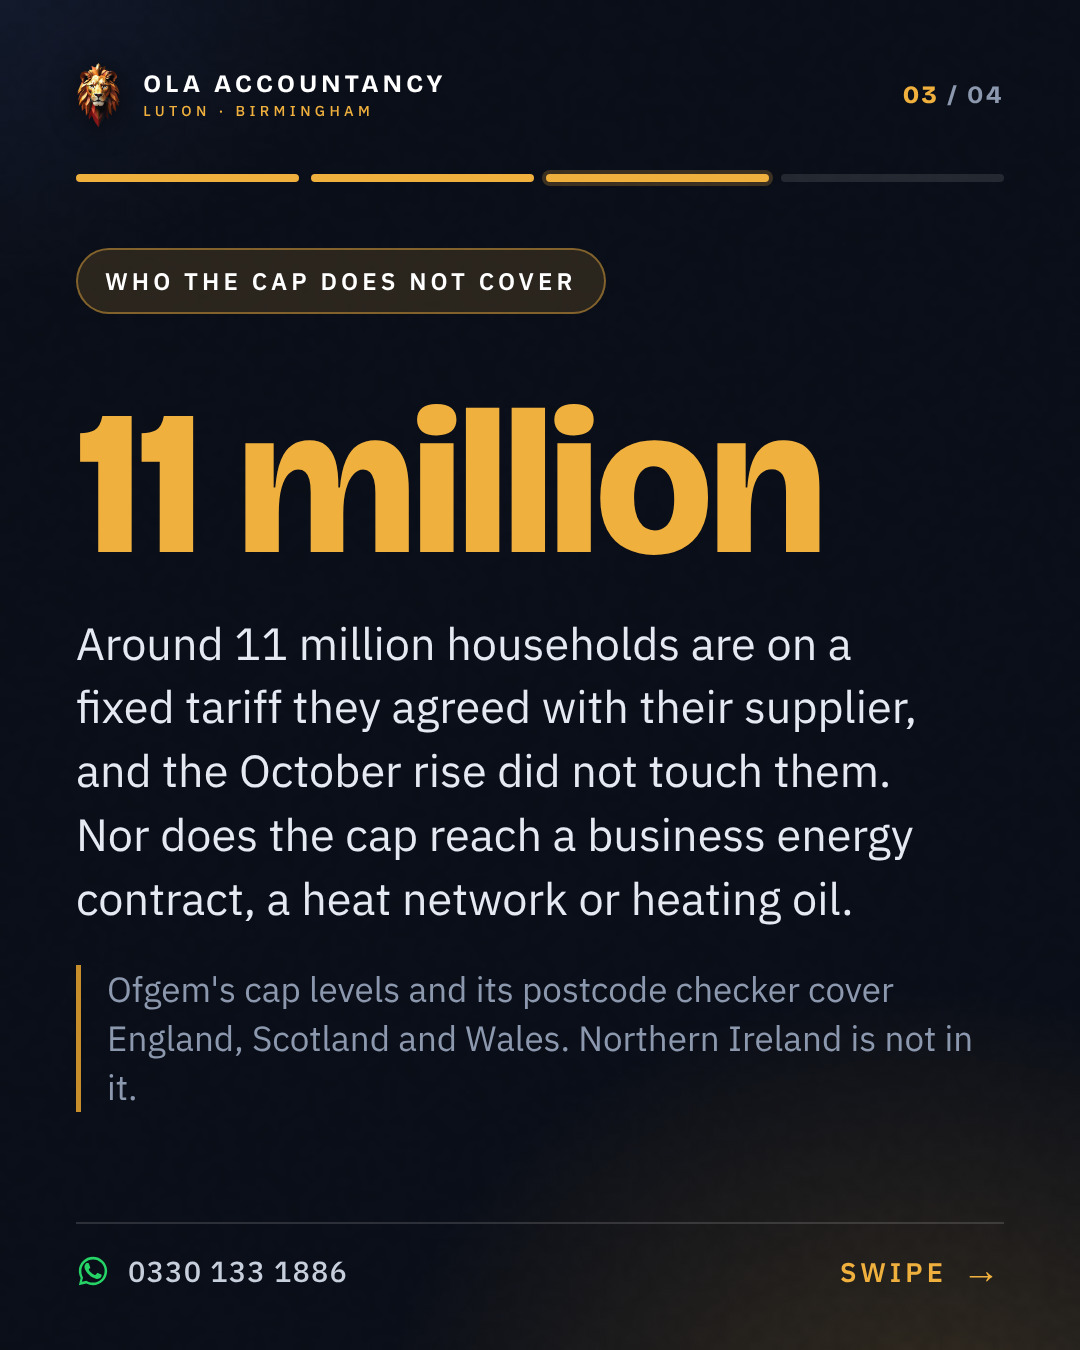 OLA ACCOUNTANCY
LUTON · BIRMINGHAM
03 / 04
WHO THE CAP DOES NOT COVER
11 million
Around 11 million households are on a
fixed tariff they agreed with their supplier,
and the October rise did not touch them.
Nor does the cap reach a business energy
contract, a heat network or heating oil.
Ofgem's cap levels and its postcode checker cover
England, Scotland and Wales. Northern Ireland is not in
it.
0330 133 1886
SWIPE →